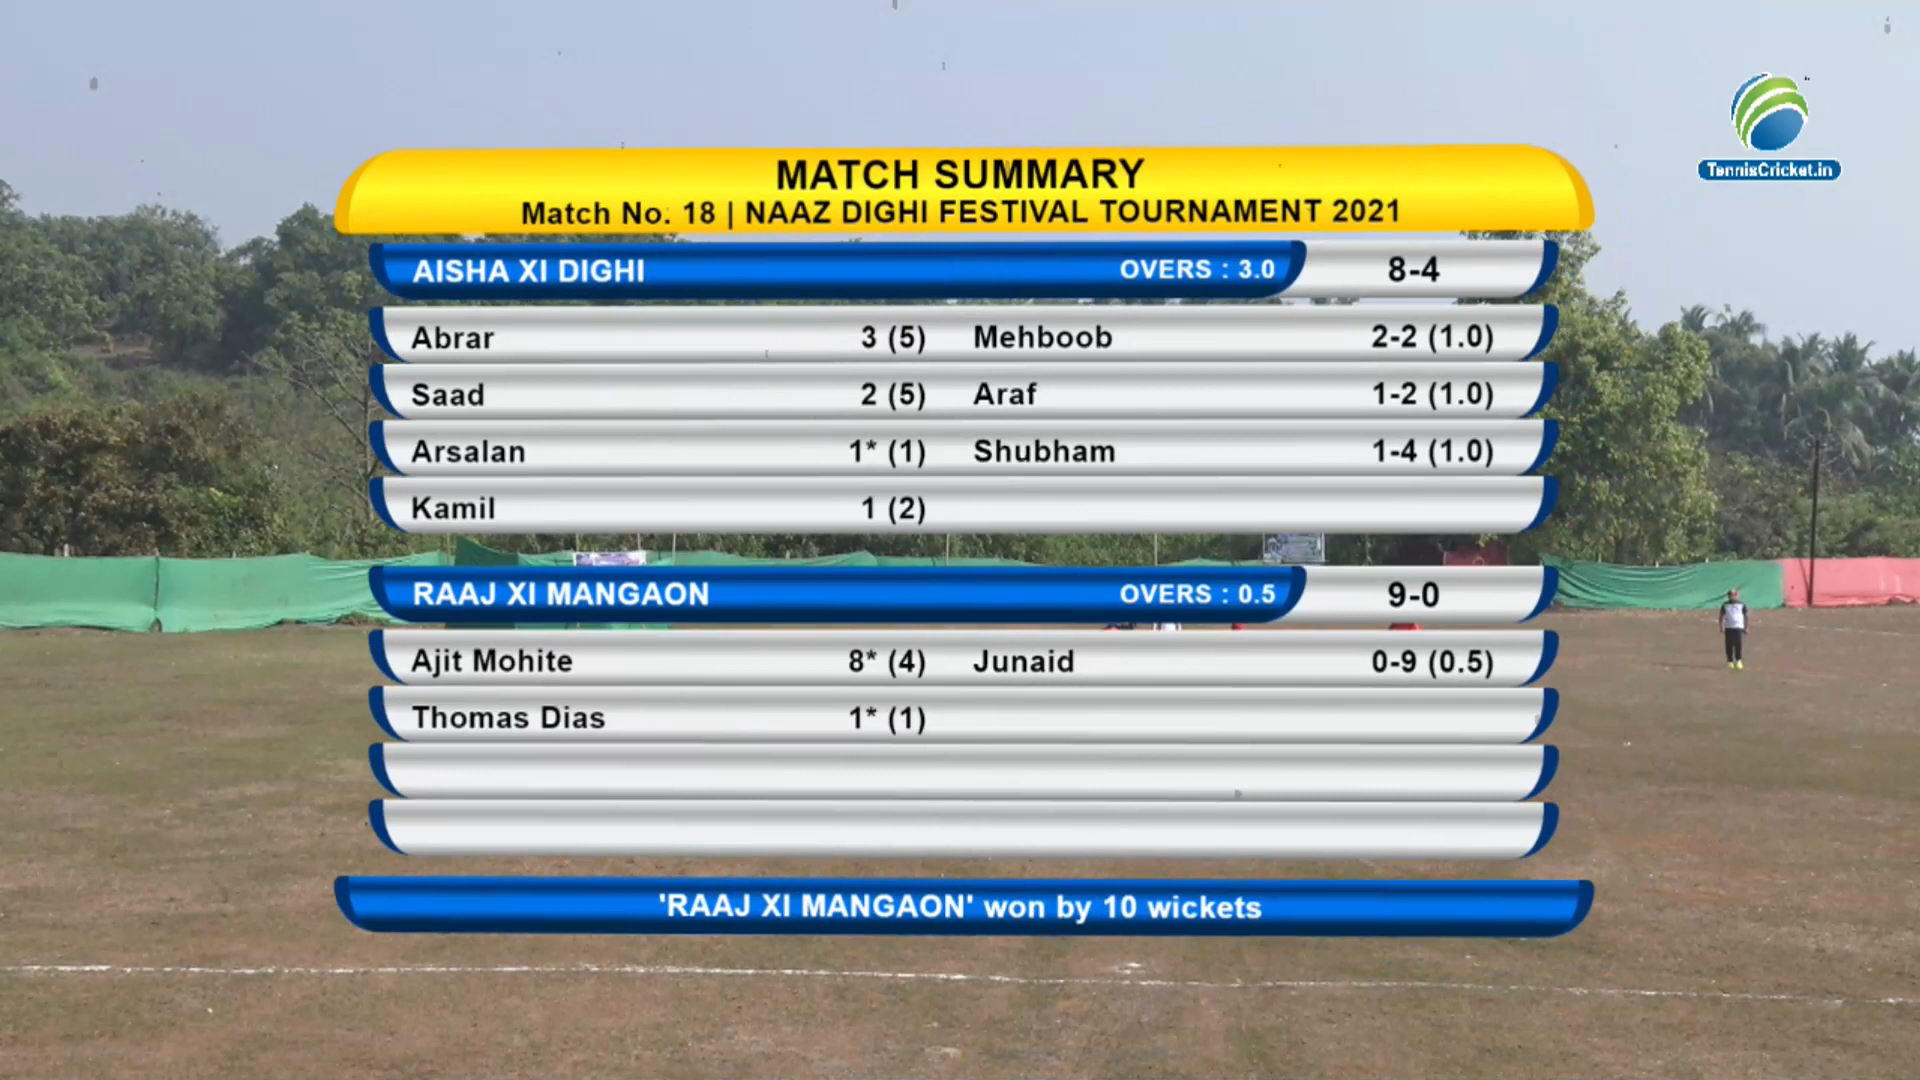 TennisCricket.in
MATCH SUMMARY
Match No. 18 | NAAZ DIGHI FESTIVAL TOURNAMENT 2021
AISHA XI DIGHI OVERS : 3.0 8-4
Abrar 3 (5) Mehboob 2-2 (1.0)
Saad 2 (5) Araf 1-2 (1.0)
Arsalan 1* (1) Shubham 1-4 (1.0)
Kamil 1 (2)
RAAJ XI MANGAON OVERS : 0.5 9-0
Ajit Mohite 8* (4) Junaid 0-9 (0.5)
Thomas Dias 1* (1)
'RAAJ XI MANGAON' won by 10 wickets